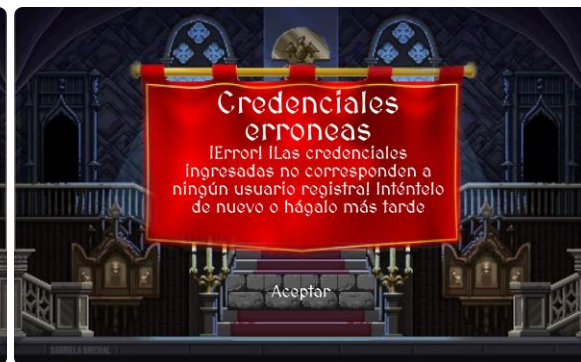 Credenciales
erroneas
¡Error! ¡Las credenciales
ingresadas no corresponden a
ningún usuario registra! Inténtelo
de nuevo o hágalo más tarde
Aceptar